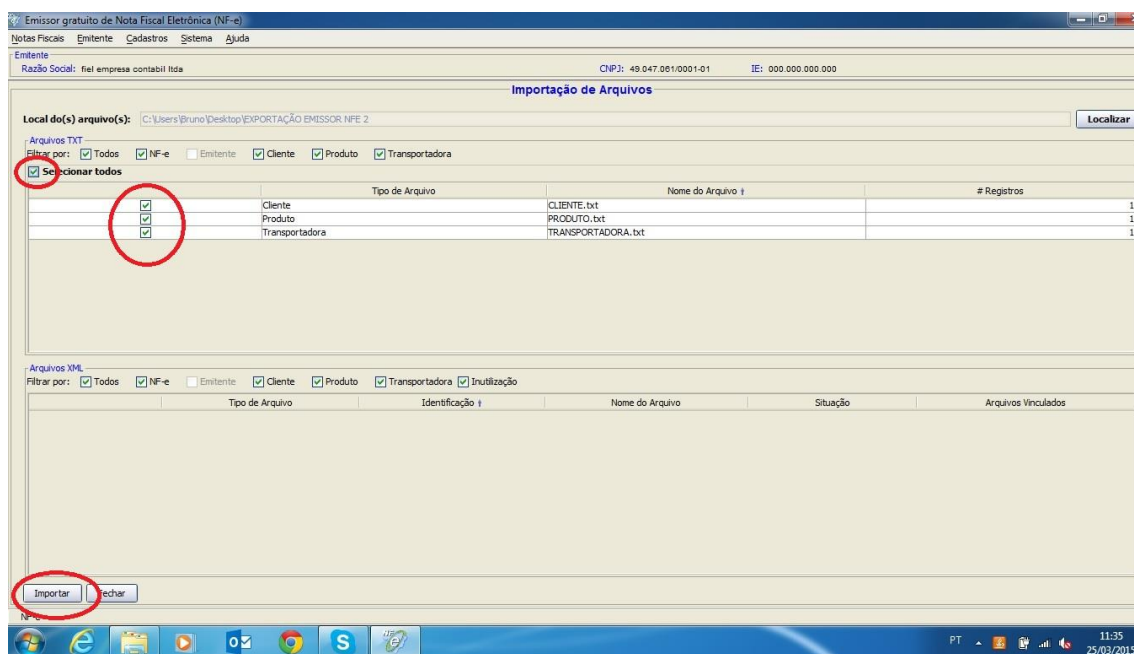 Emissor gratuito de Nota Fiscal Eletrônica (NF-e)
Notas Fiscais Emitente Cadastros Sistema Ajuda
Emitente
Razão Social: fiel empresa contabil ltda CNPJ: 49.047.061/0001-01 IE: 000.000.000.000
Importação de Arquivos
Local do(s) arquivo(s): C:\Users\Bruno\Desktop\EXPORTAÇÃO EMISSOR NFE 2 Localizar
Arquivos TXT
Filtrar por: Todos NF-e Emitente Cliente Produto Transportadora
Selecionar todos
Tipo de Arquivo Nome do Arquivo # Registros
Cliente CLIENTE.txt 1
Produto PRODUTO.txt 1
Transportadora TRANSPORTADORA.txt 1
Arquivos XML
Filtrar por: Todos NF-e Emitente Cliente Produto Transportadora Inutilização
Tipo de Arquivo Identificação Nome do Arquivo Situação Arquivos Vinculados
Importar Fechar
NF-e
PT 11:35
25/03/2015